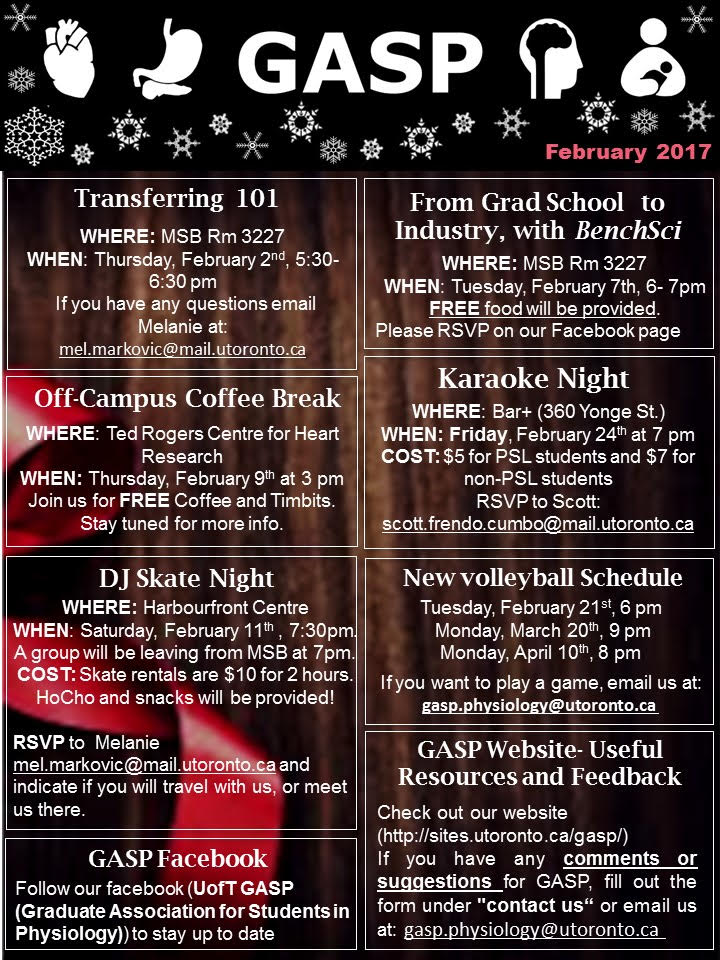 GASP
February 2017
Transferring 101
WHERE: MSB Rm 3227
WHEN: Thursday, February 2nd, 5:30-
6:30 pm
If you have any questions email
Melanie at:
mel.markovic@mail.utoronto.ca
From Grad School to
Industry, with BenchSci
WHERE: MSB Rm 3227
WHEN: Tuesday, February 7th, 6- 7pm
FREE food will be provided.
Please RSVP on our Facebook page
Off-Campus Coffee Break
WHERE: Ted Rogers Centre for Heart
Research
WHEN: Thursday, February 9th at 3 pm
Join us for FREE Coffee and Timbits.
Stay tuned for more info.
Karaoke Night
WHERE: Bar+ (360 Yonge St.)
WHEN: Friday, February 24th at 7 pm
COST: $5 for PSL students and $7 for
non-PSL students
RSVP to Scott:
scott.frendo.cumbo@mail.utoronto.ca
DJ Skate Night
WHERE: Harbourfront Centre
WHEN: Saturday, February 11th , 7:30pm.
A group will be leaving from MSB at 7pm.
COST: Skate rentals are $10 for 2 hours.
HoCho and snacks will be provided!
RSVP to Melanie
mel.markovic@mail.utoronto.ca and
indicate if you will travel with us, or meet
us there.
New volleyball Schedule
Tuesday, February 21st, 6 pm
Monday, March 20th, 9 pm
Monday, April 10th, 8 pm
If you want to play a game, email us at:
gasp.physiology@utoronto.ca
GASP Facebook
Follow our facebook (UofT GASP
(Graduate Association for Students in
Physiology)) to stay up to date
GASP Website- Useful
Resources and Feedback
Check out our website
(http://sites.utoronto.ca/gasp/)
If you have any comments or
suggestions for GASP, fill out the
form under "contact us“ or email us
at: gasp.physiology@utoronto.ca